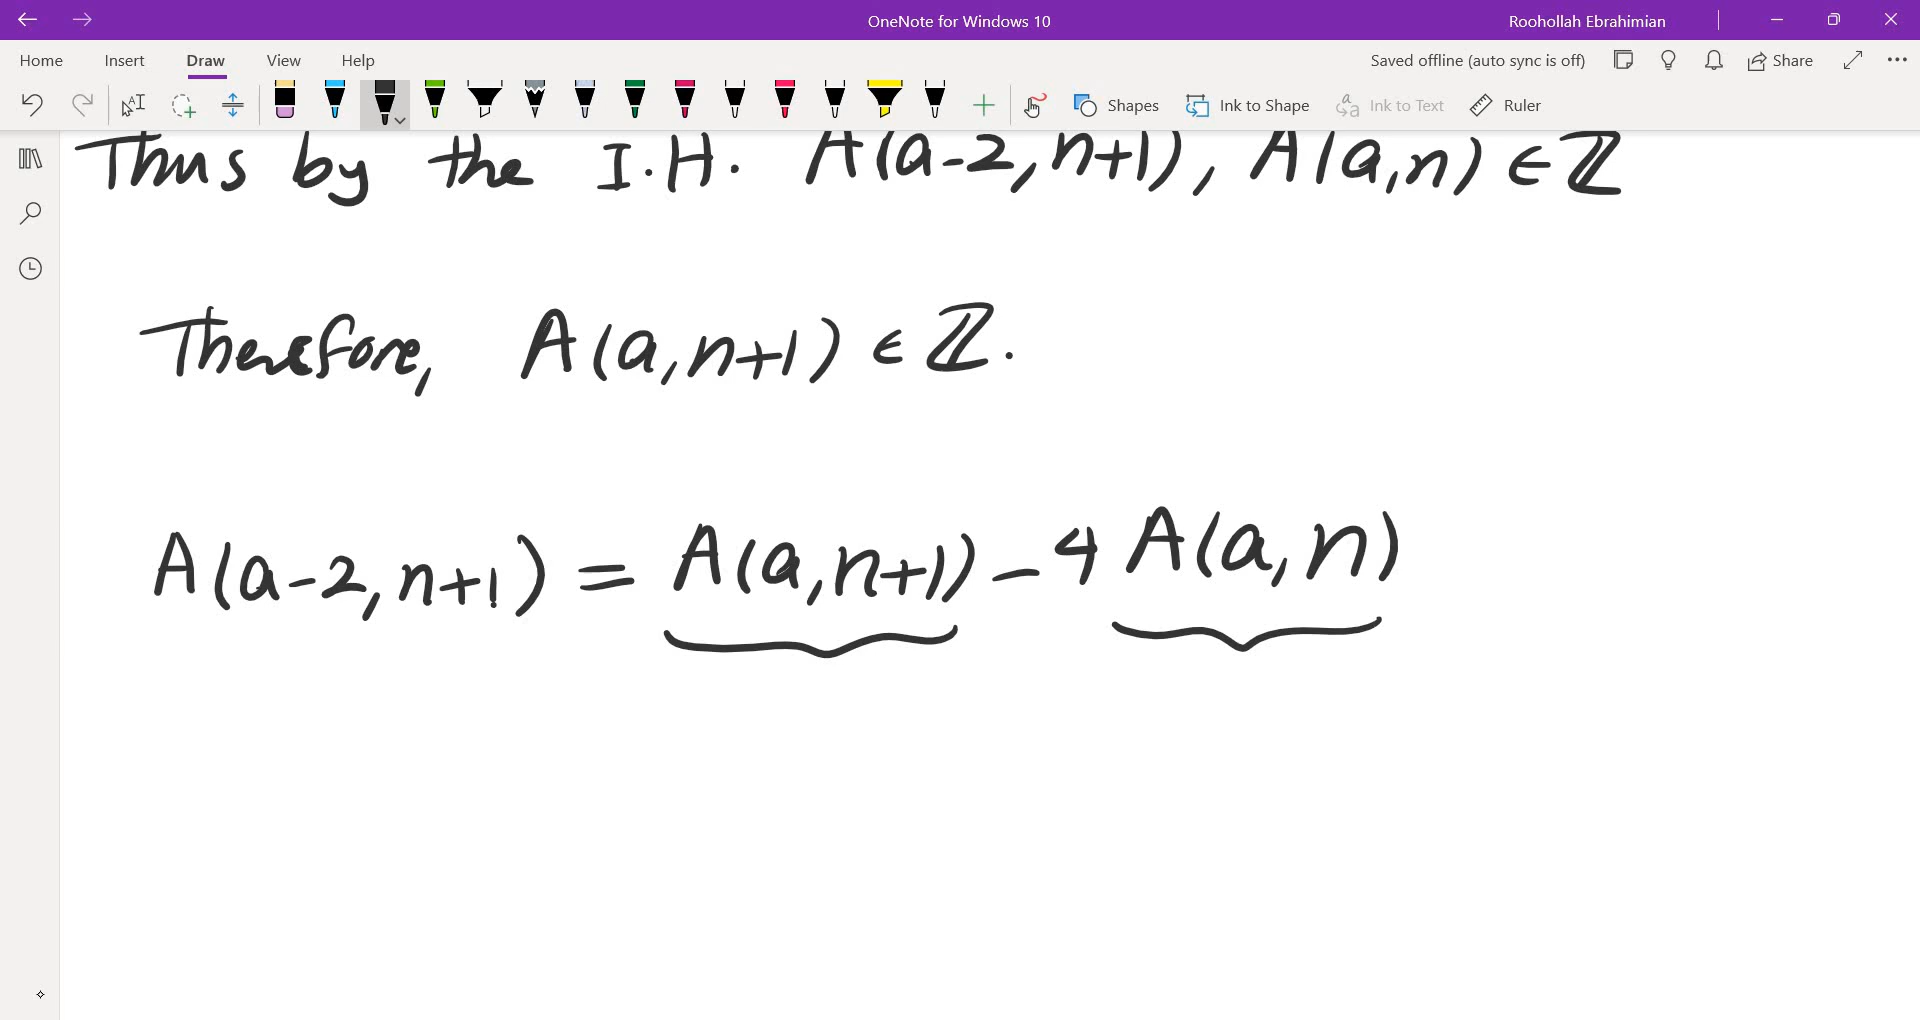 OneNote for Windows 10
Roohollah Ebrahimian
Home Insert Draw View Help
Saved offline (auto sync is off) Share
Shapes Ink to Shape Ink to Text Ruler
Thus by the I.H. A(a-2,n+1), A(a,n) ∈ ℤ
Therefore, A(a,n+1) ∈ ℤ.
A(a-2,n+1) = A(a,n+1) - 4 A(a,n)